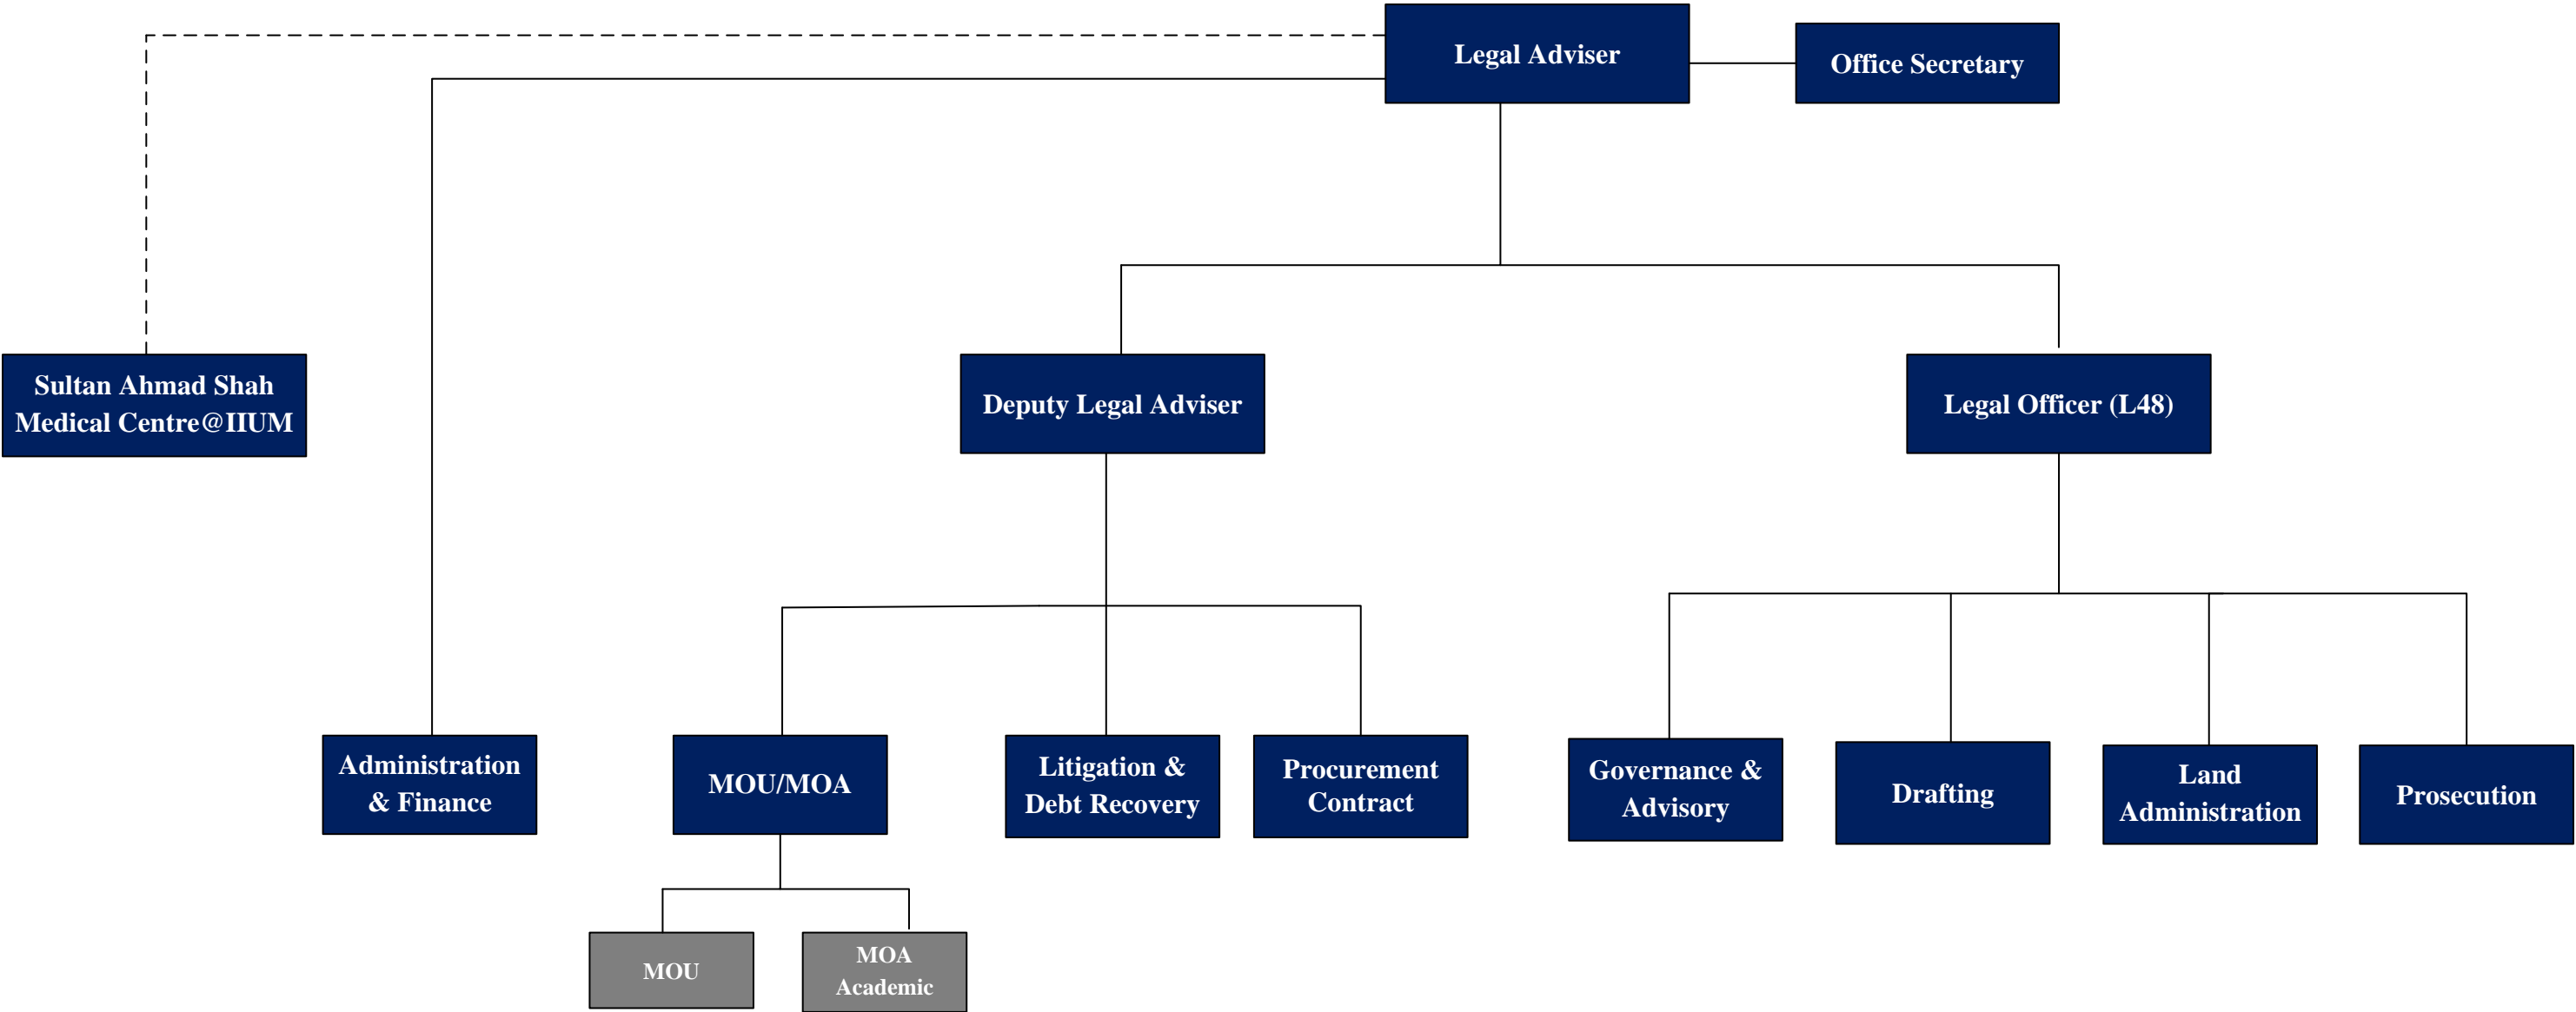 Legal Adviser
Office Secretary
Sultan Ahmad Shah
Medical Centre@IIUM
Deputy Legal Adviser
Legal Officer (L48)
Administration
& Finance
MOU/MOA
Litigation &
Debt Recovery
Procurement
Contract
Governance &
Advisory
Drafting
Land
Administration
Prosecution
MOU
MOA
Academic